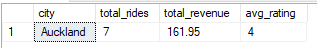 city total_rides total_revenue avg_rating
1 Auckland 7 161.95 4